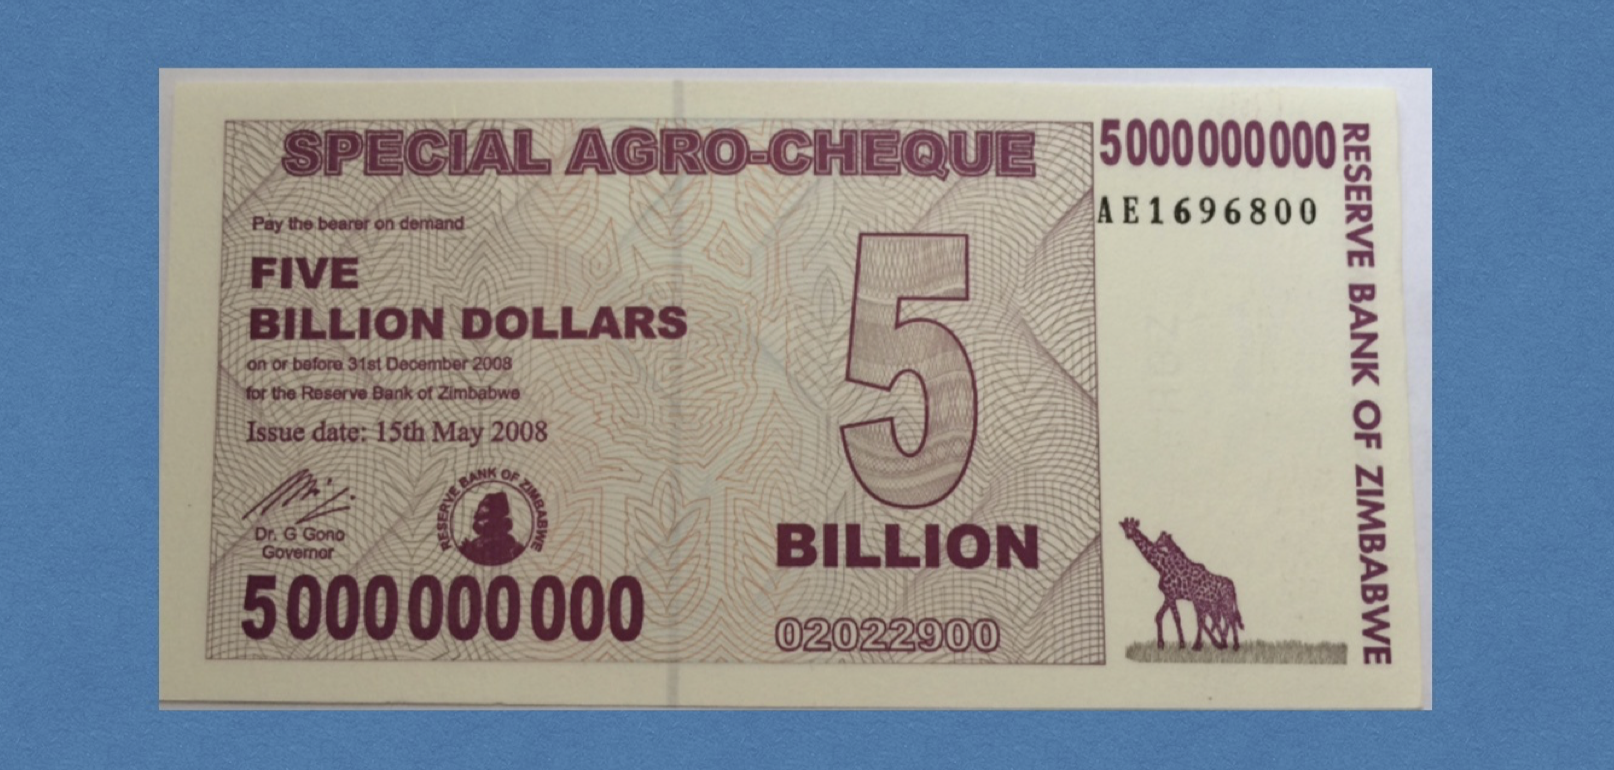 SPECIAL AGRO-CHEQUE
5000000000
AE1696800
Pay the bearer on demand
FIVE
BILLION DOLLARS
on or before 31st December 2008
for the Reserve Bank of Zimbabwe
Issue date: 15th May 2008
RESERVE BANK OF ZIMBABWE
Dr. G Gono
Governor
5000000000
5
BILLION
02022900
RESERVE BANK OF ZIMBABWE